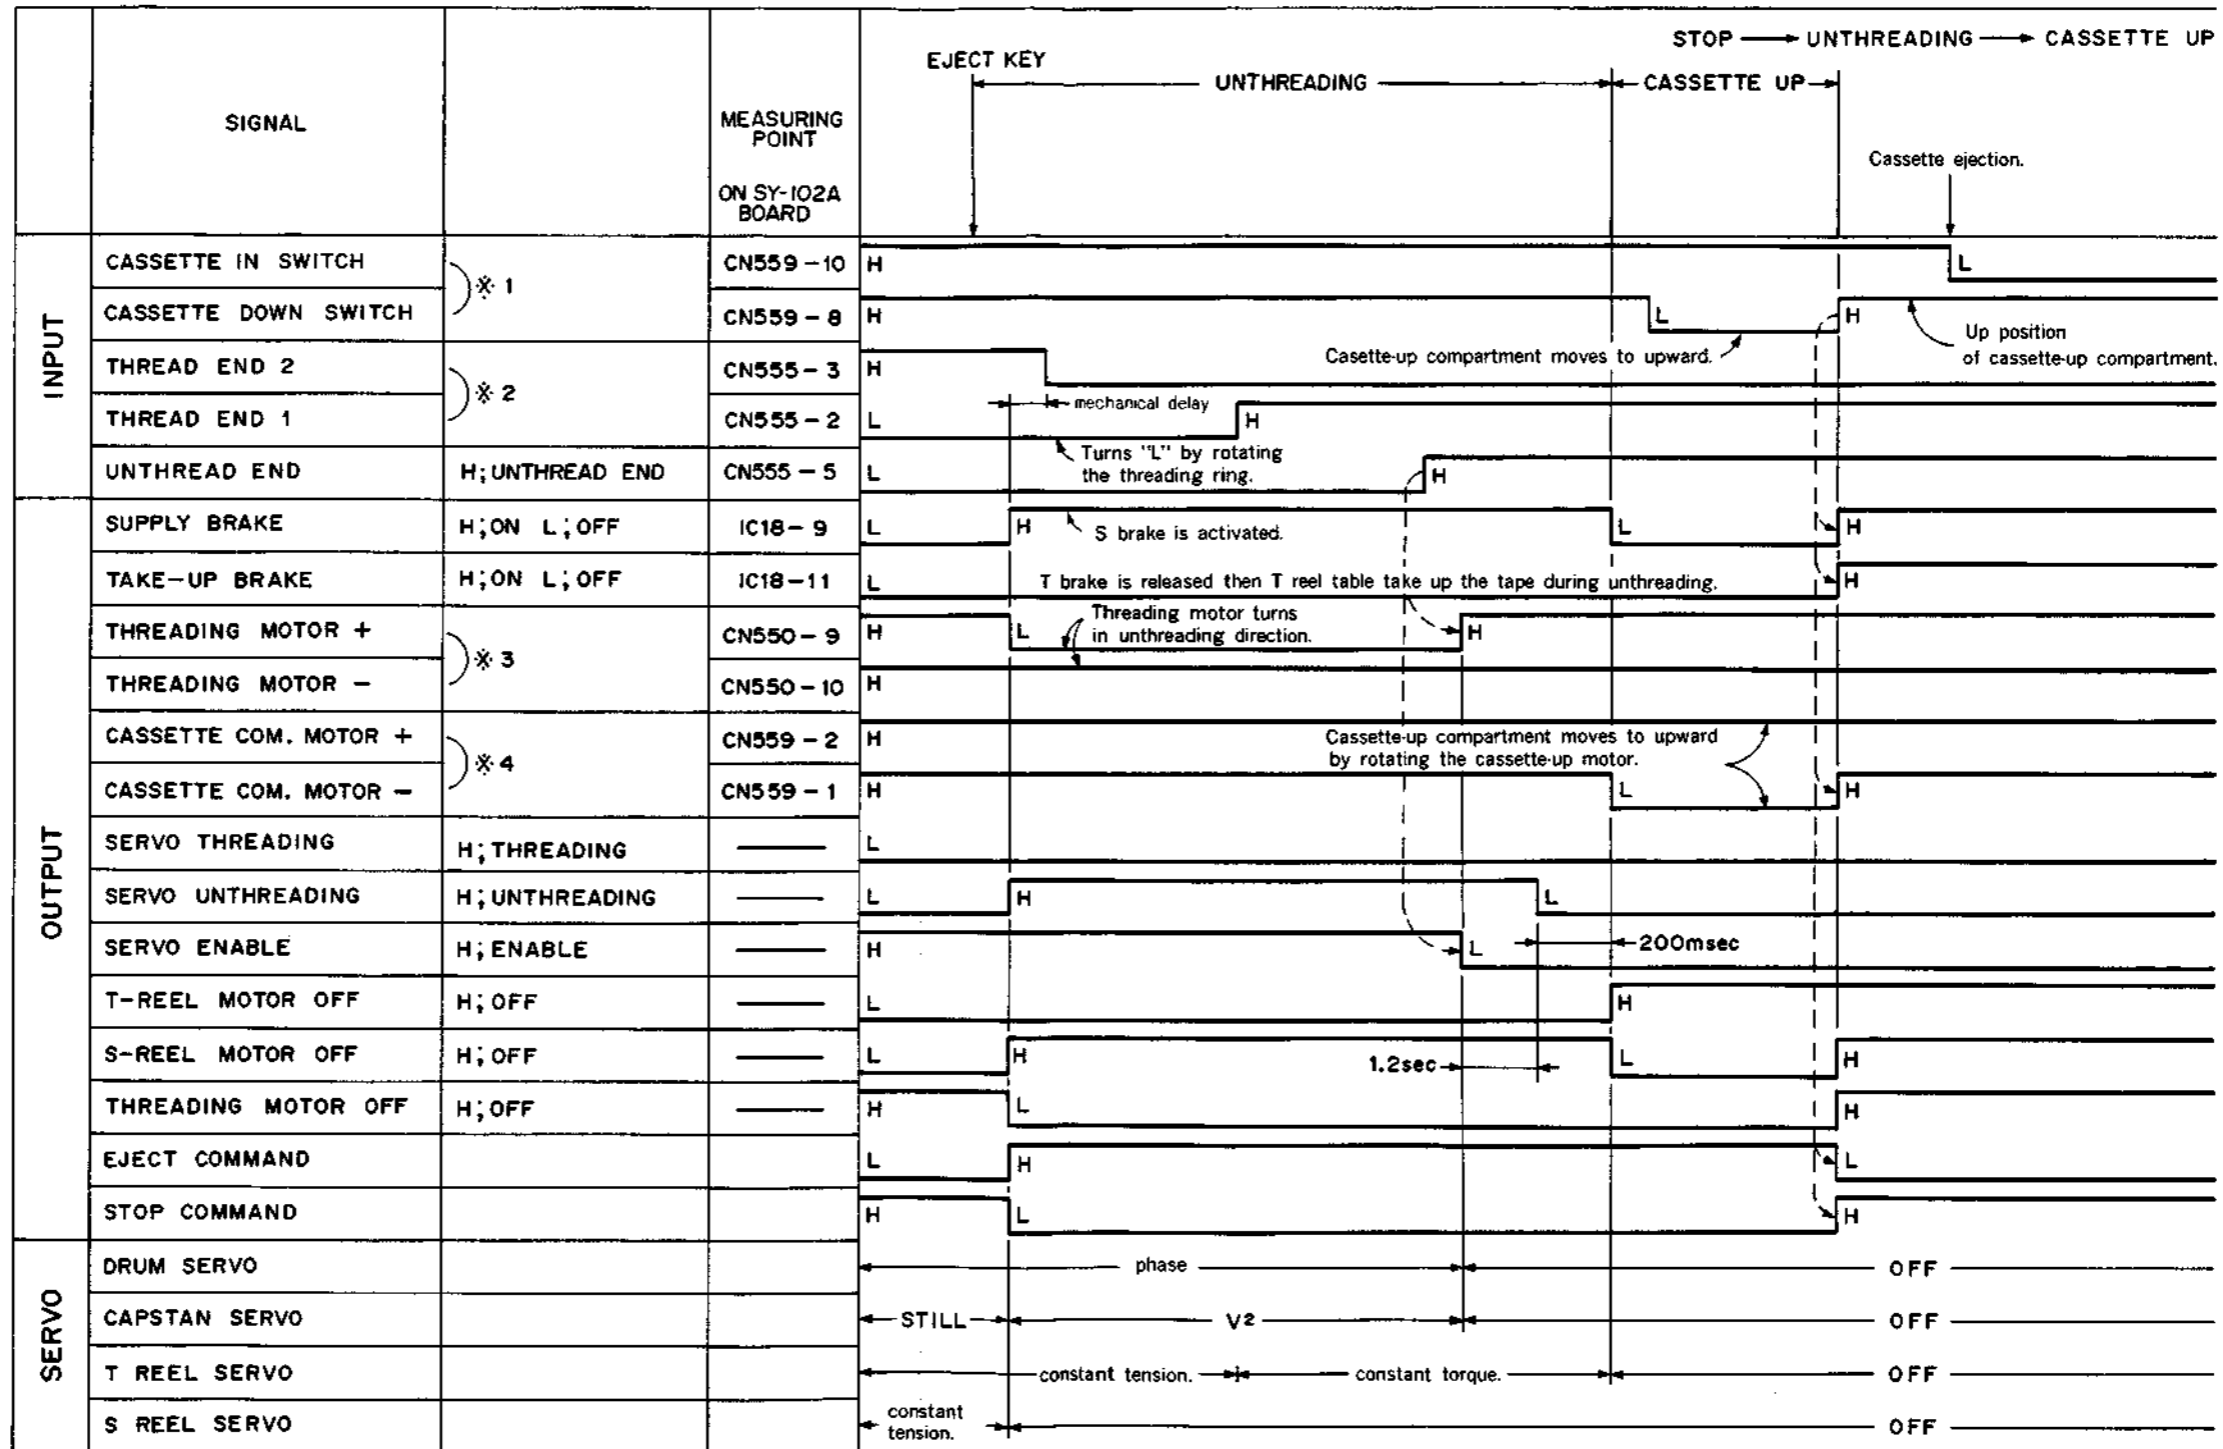 STOP → UNTHREADING → CASSETTE UP
EJECT KEY
UNTHREADING
CASSETTE UP
SIGNAL
MEASURING
POINT
ON SY-102A
BOARD
Cassette ejection.
INPUT
CASSETTE IN SWITCH
※ 1
CN559-10 H L
CASSETTE DOWN SWITCH
CN559-8 H L H
Casette-up compartment moves to upward.
Up position
of cassette-up compartment.
THREAD END 2
※ 2
CN555-3 H
mechanical delay
THREAD END 1
CN555-2 L H
Turns "L" by rotating
the threading ring.
UNTHREAD END H;UNTHREAD END CN555-5 L H
OUTPUT
SUPPLY BRAKE H;ON L;OFF IC18-9 L H L H
S brake is activated.
TAKE-UP BRAKE H;ON L;OFF IC18-11 L H
T brake is released then T reel table take up the tape during unthreading.
THREADING MOTOR +
※ 3
CN550-9 H L H
Threading motor turns
in unthreading direction.
THREADING MOTOR -
CN550-10 H
CASSETTE COM. MOTOR +
※ 4
CN559-2 H
Cassette-up compartment moves to upward
by rotating the cassette-up motor.
CASSETTE COM. MOTOR -
CN559-1 H L H
SERVO THREADING H;THREADING — L
SERVO UNTHREADING H;UNTHREADING — L H L
SERVO ENABLE H;ENABLE — H L 200msec
T-REEL MOTOR OFF H;OFF — L H
S-REEL MOTOR OFF H;OFF — L H 1.2sec L H
THREADING MOTOR OFF H;OFF — H L H
EJECT COMMAND L H L
STOP COMMAND H L H
SERVO
DRUM SERVO phase OFF
CAPSTAN SERVO STILL V2 OFF
T REEL SERVO constant tension. constant torque. OFF
S REEL SERVO constant
tension. OFF